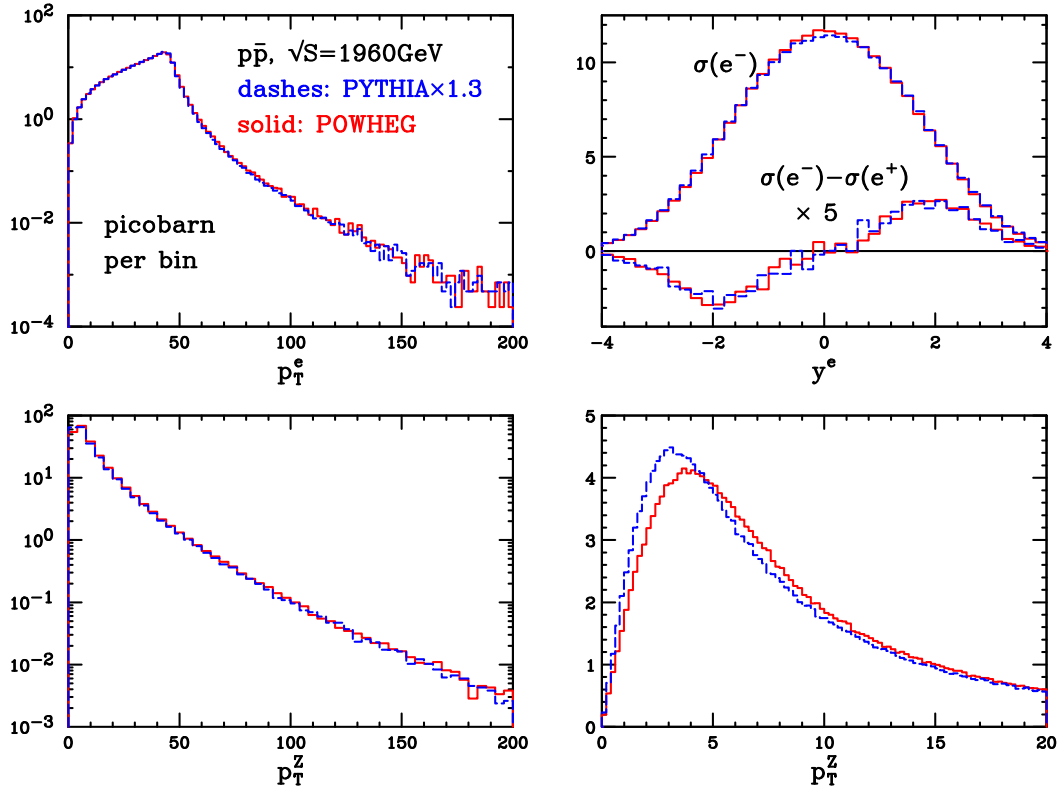 10²
10⁰
10⁻²
10⁻⁴
pp̄, √S=1960GeV
dashes: PYTHIA×1.3
solid: POWHEG
picobarn
per bin
0 50 100 150 200
p_T^e
10
5
0
σ(e⁻)
σ(e⁻)−σ(e⁺)
× 5
−4 −2 0 2 4
y^e
10²
10¹
10⁰
10⁻¹
10⁻²
10⁻³
0 50 100 150 200
p_T^Z
5
4
3
2
1
0
0 5 10 15 20
p_T^Z